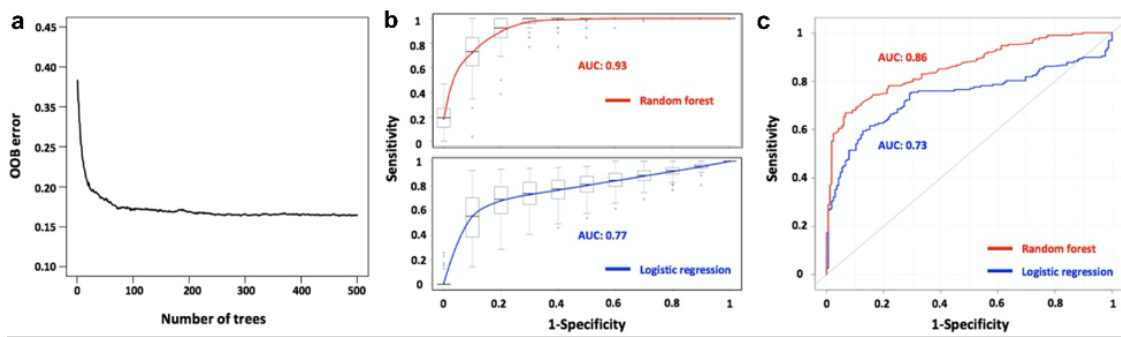 a
OOB error
0.45
0.40
0.35
0.30
0.25
0.20
0.15
0.10
0 100 200 300 400 500
Number of trees
b
Sensitivity
1
0.8
0.6
0.4
0.2
0
AUC: 0.93
Random forest
1
0.8
0.6
0.4
0.2
0
AUC: 0.77
Logistic regression
0 0.2 0.4 0.6 0.8 1
1-Specificity
c
Sensitivity
1
0.8
0.6
0.4
0.2
0
AUC: 0.86
AUC: 0.73
Random forest
Logistic regression
0 0.2 0.4 0.6 0.8 1
1-Specificity